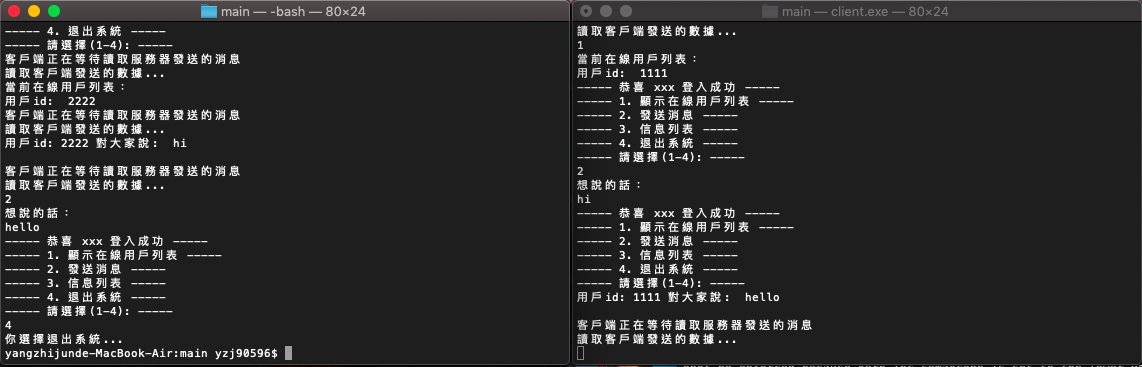 main — -bash — 80×24
----- 4. 退出系統 -----
----- 請選擇(1-4): -----
客戶端正在等待讀取服務器發送的消息
讀取客戶端發送的數據...
當前在線用戶列表：
用戶id:  2222
客戶端正在等待讀取服務器發送的消息
讀取客戶端發送的數據...
用戶id: 2222 對大家說:  hi
客戶端正在等待讀取服務器發送的消息
讀取客戶端發送的數據...
2
想說的話：
hello
----- 恭喜 xxx 登入成功 -----
----- 1. 顯示在線用戶列表 -----
----- 2. 發送消息 -----
----- 3. 信息列表 -----
----- 4. 退出系統 -----
----- 請選擇(1-4): -----
4
你選擇退出系統...
yangzhijunde-MacBook-Air:main yzj90596$
main — client.exe — 80×24
讀取客戶端發送的數據...
1
當前在線用戶列表：
用戶id:  1111
----- 恭喜 xxx 登入成功 -----
----- 1. 顯示在線用戶列表 -----
----- 2. 發送消息 -----
----- 3. 信息列表 -----
----- 4. 退出系統 -----
----- 請選擇(1-4): -----
2
想說的話：
hi
----- 恭喜 xxx 登入成功 -----
----- 1. 顯示在線用戶列表 -----
----- 2. 發送消息 -----
----- 3. 信息列表 -----
----- 4. 退出系統 -----
----- 請選擇(1-4): -----
用戶id: 1111 對大家說:  hello
客戶端正在等待讀取服務器發送的消息
讀取客戶端發送的數據...